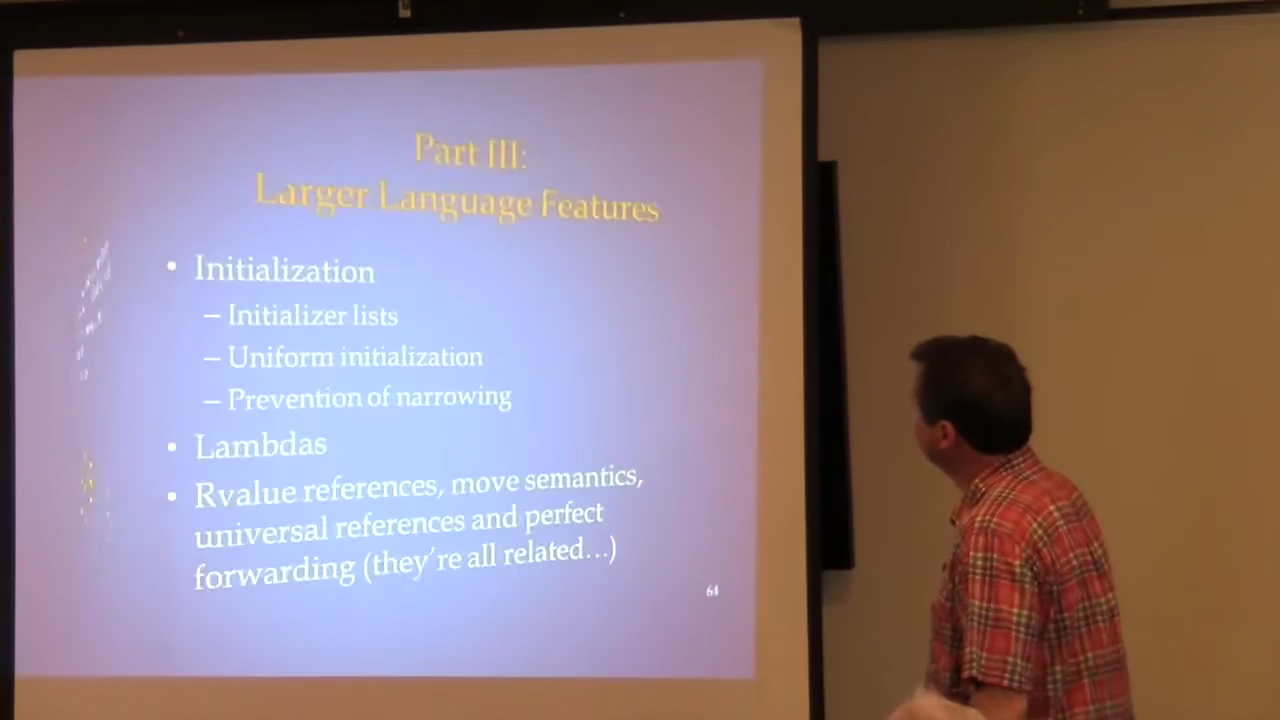 Part III:
Larger Language Features
• Initialization
– Initializer lists
– Uniform initialization
– Prevention of narrowing
• Lambdas
• Rvalue references, move semantics,
universal references and perfect
forwarding (they're all related…)